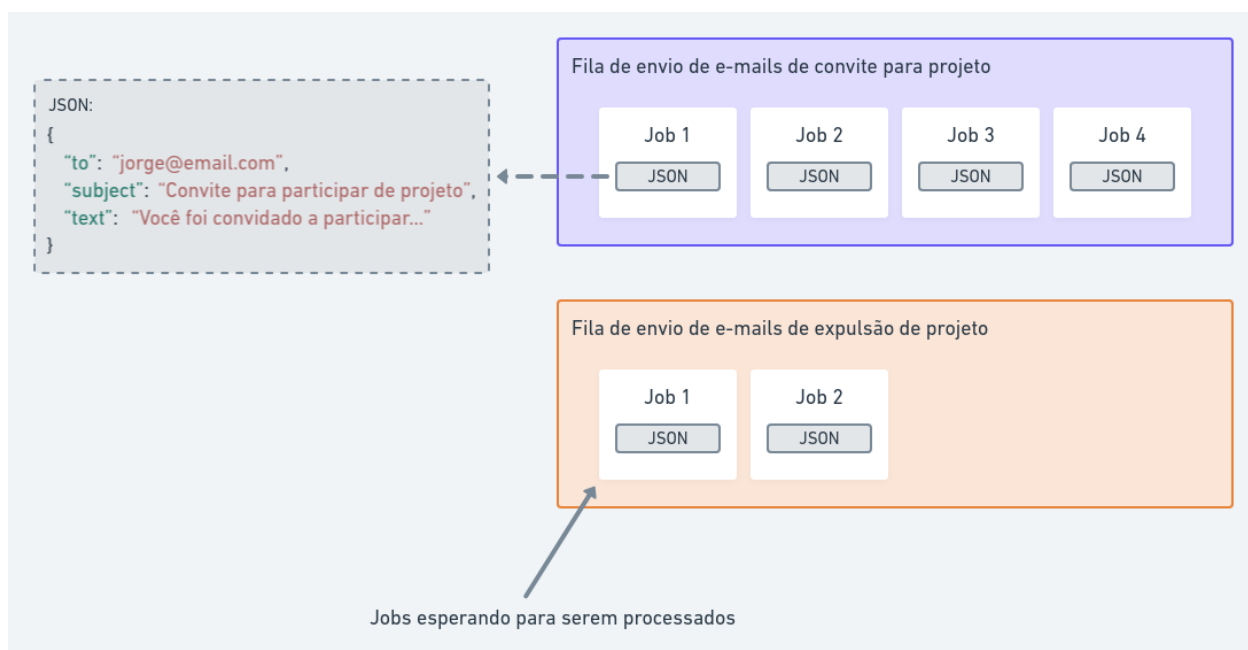 JSON:
{
“to”: “jorge@email.com”,
“subject”: “Convite para participar de projeto”,
“text”: “Você foi convidado a participar...”
}
Fila de envio de e-mails de convite para projeto
Job 1
JSON
Job 2
JSON
Job 3
JSON
Job 4
JSON
Fila de envio de e-mails de expulsão de projeto
Job 1
JSON
Job 2
JSON
Jobs esperando para serem processados